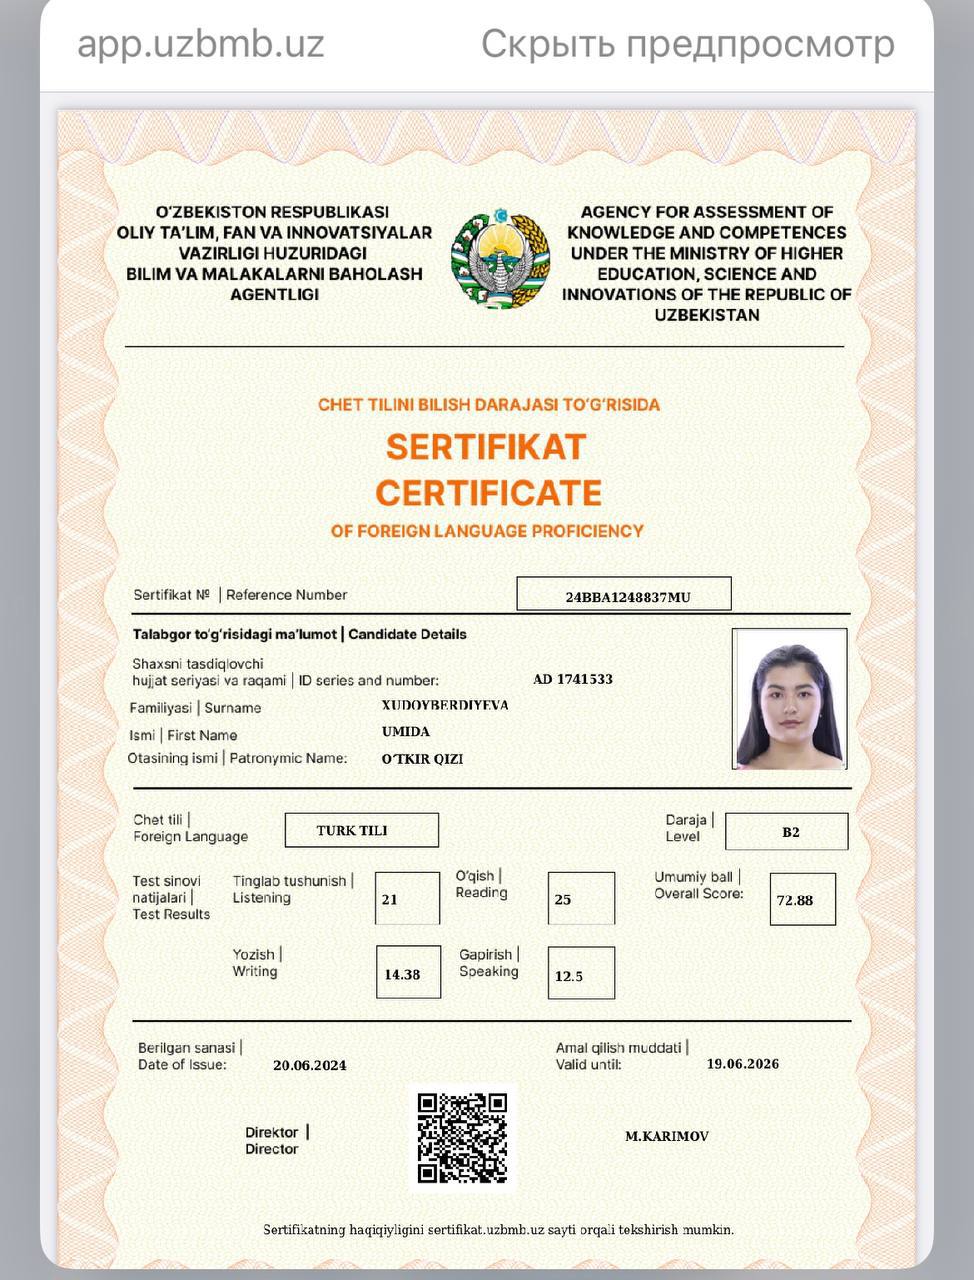 app.uzbmb.uz
Скрыть предпросмотр
O‘ZBEKISTON RESPUBLIKASI
OLIY TA’LIM, FAN VA INNOVATSIYALAR
VAZIRLIGI HUZURIDAGI
BILIM VA MALAKALARNI BAHOLASH
AGENTLIGI
AGENCY FOR ASSESSMENT OF
KNOWLEDGE AND COMPETENCES
UNDER THE MINISTRY OF HIGHER
EDUCATION, SCIENCE AND
INNOVATIONS OF THE REPUBLIC OF
UZBEKISTAN
CHET TILINI BILISH DARAJASI TO‘G‘RISIDA
SERTIFIKAT
CERTIFICATE
OF FOREIGN LANGUAGE PROFICIENCY
Sertifikat № | Reference Number
24BBA1248837MU
Talabgor to‘g‘risidagi ma’lumot | Candidate Details
Shaxsni tasdiqlovchi
hujjat seriyasi va raqami | ID series and number:
AD 1741533
Familiyasi | Surname
XUDOYBERDIYEVA
Ismi | First Name
UMIDA
Otasining ismi | Patronymic Name:
O‘TKIR QIZI
Chet tili |
Foreign Language
TURK TILI
Daraja |
Level
B2
Test sinovi
natijalari |
Test Results
Tinglab tushunish |
Listening
21
O‘qish |
Reading
25
Umumiy ball |
Overall Score:
72.88
Yozish |
Writing
14.38
Gapirish |
Speaking
12.5
Berilgan sanasi |
Date of Issue:
20.06.2024
Amal qilish muddati |
Valid until:
19.06.2026
Direktor |
Director
M.KARIMOV
Sertifikatning haqiqiyligini sertifikat.uzbmb.uz sayti orqali tekshirish mumkin.